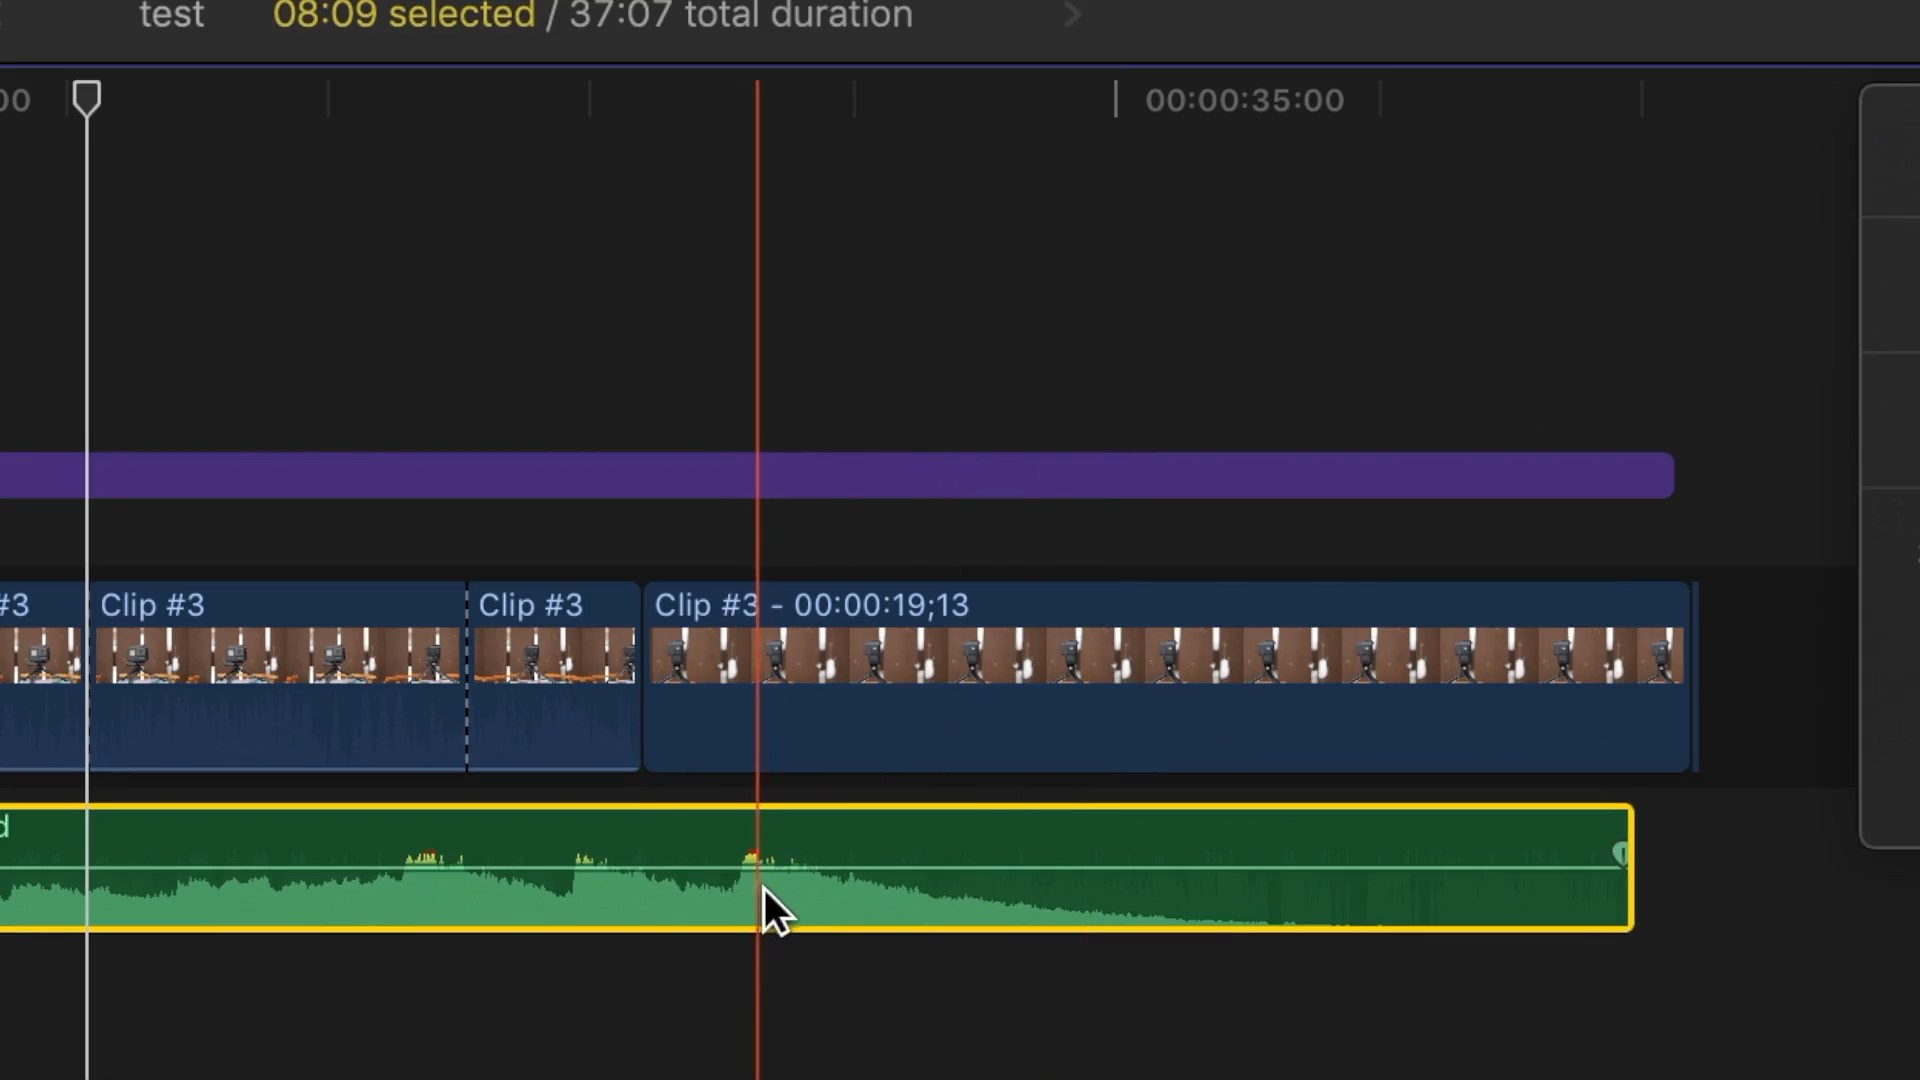 test 08:09 selected / 37:07 total duration
00 00:00:35:00
#3 Clip #3 Clip #3 Clip #3 - 00:00:19;13
d